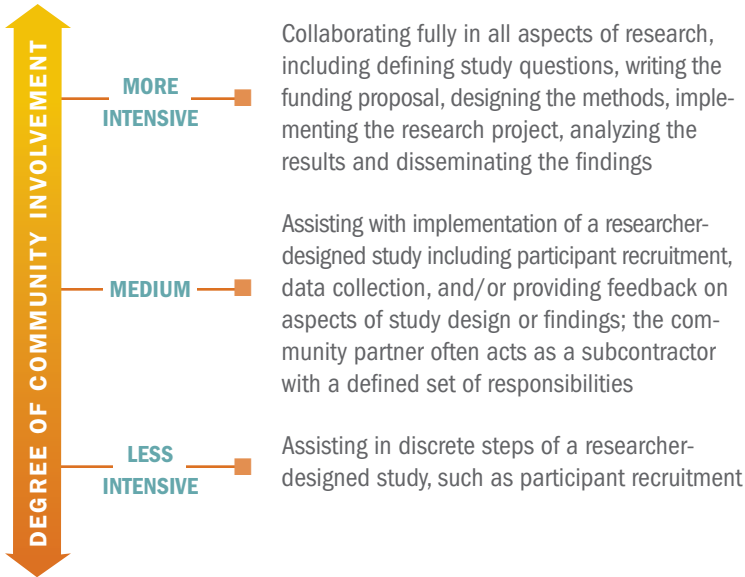 DEGREE OF COMMUNITY INVOLVEMENT
MORE
INTENSIVE
Collaborating fully in all aspects of research,
including defining study questions, writing the
funding proposal, designing the methods, imple-
menting the research project, analyzing the
results and disseminating the findings
MEDIUM
Assisting with implementation of a researcher-
designed study including participant recruitment,
data collection, and/or providing feedback on
aspects of study design or findings; the com-
munity partner often acts as a subcontractor
with a defined set of responsibilities
LESS
INTENSIVE
Assisting in discrete steps of a researcher-
designed study, such as participant recruitment